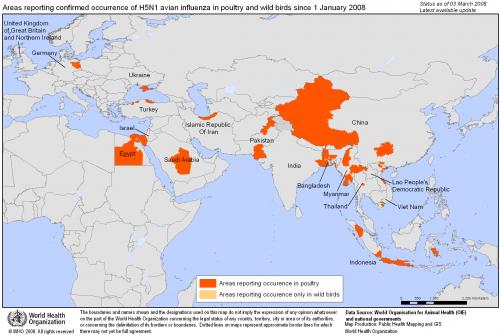 Areas reporting confirmed occurrence of H5N1 avian influenza in poultry and wild birds since 1 January 2008
Status as of 03 March 2008
Latest available update
United Kingdom
of Great Britain
and Northern Ireland
Germany
Ukraine
Turkey
Islamic Republic
Of Iran
Israel
Egypt
Saudi Arabia
Pakistan
China
India
Bangladesh
Myanmar
Thailand
Lao People's
Democratic Republic
Viet Nam
Indonesia
Areas reporting occurence in poultry
Areas reporting occurence only in wild birds
World Health
Organization
© WHO 2008. All rights reserved
The boundaries and names shown and the designations used on this map do not imply the expression of any opinion whatsoever
on the part of the World Health Organization concerning the legal status of any country, territory, city or area or of its authorities,
or concerning the delimitation of its frontiers or boundaries. Dotted lines on maps represent approximate border lines for which
there may not yet be full agreement.
Data Source: World Organisation for Animal Health (OIE)
and national governments
Map Production: Public Health Mapping and GIS
World Health Organization